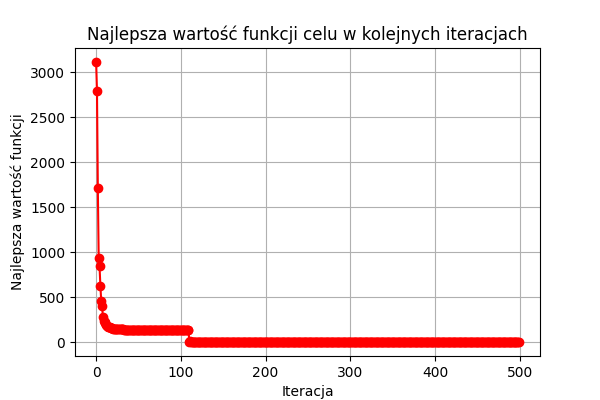 Najlepsza wartość funkcji celu w kolejnych iteracjach
Najlepsza wartość funkcji
3000
2500
2000
1500
1000
500
0
0 100 200 300 400 500
Iteracja